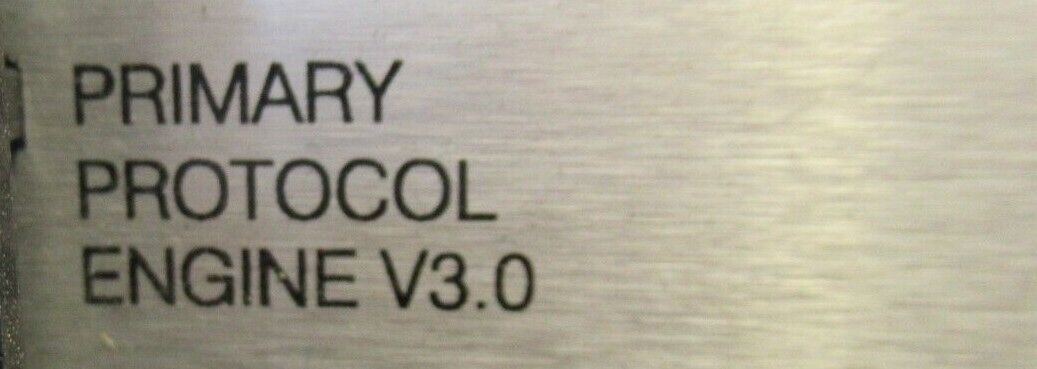 PRIMARY
PROTOCOL
ENGINE V3.0